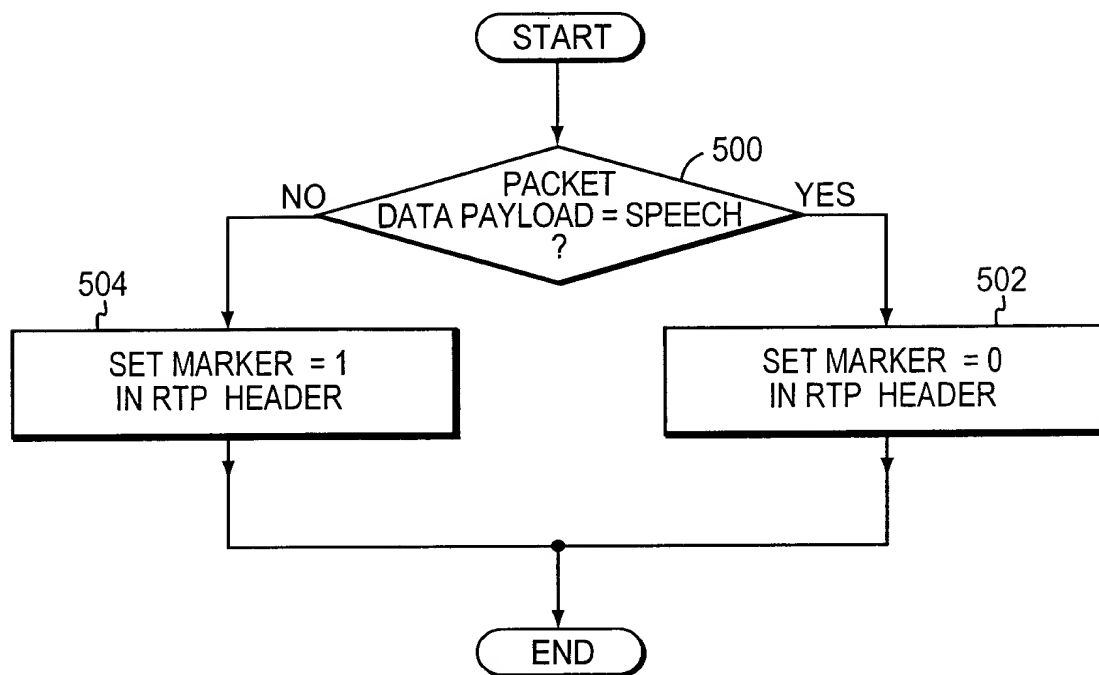 START
500
PACKET
DATA PAYLOAD = SPEECH
?
NO
YES
504
502
SET MARKER = 1
IN RTP HEADER
SET MARKER = 0
IN RTP HEADER
END